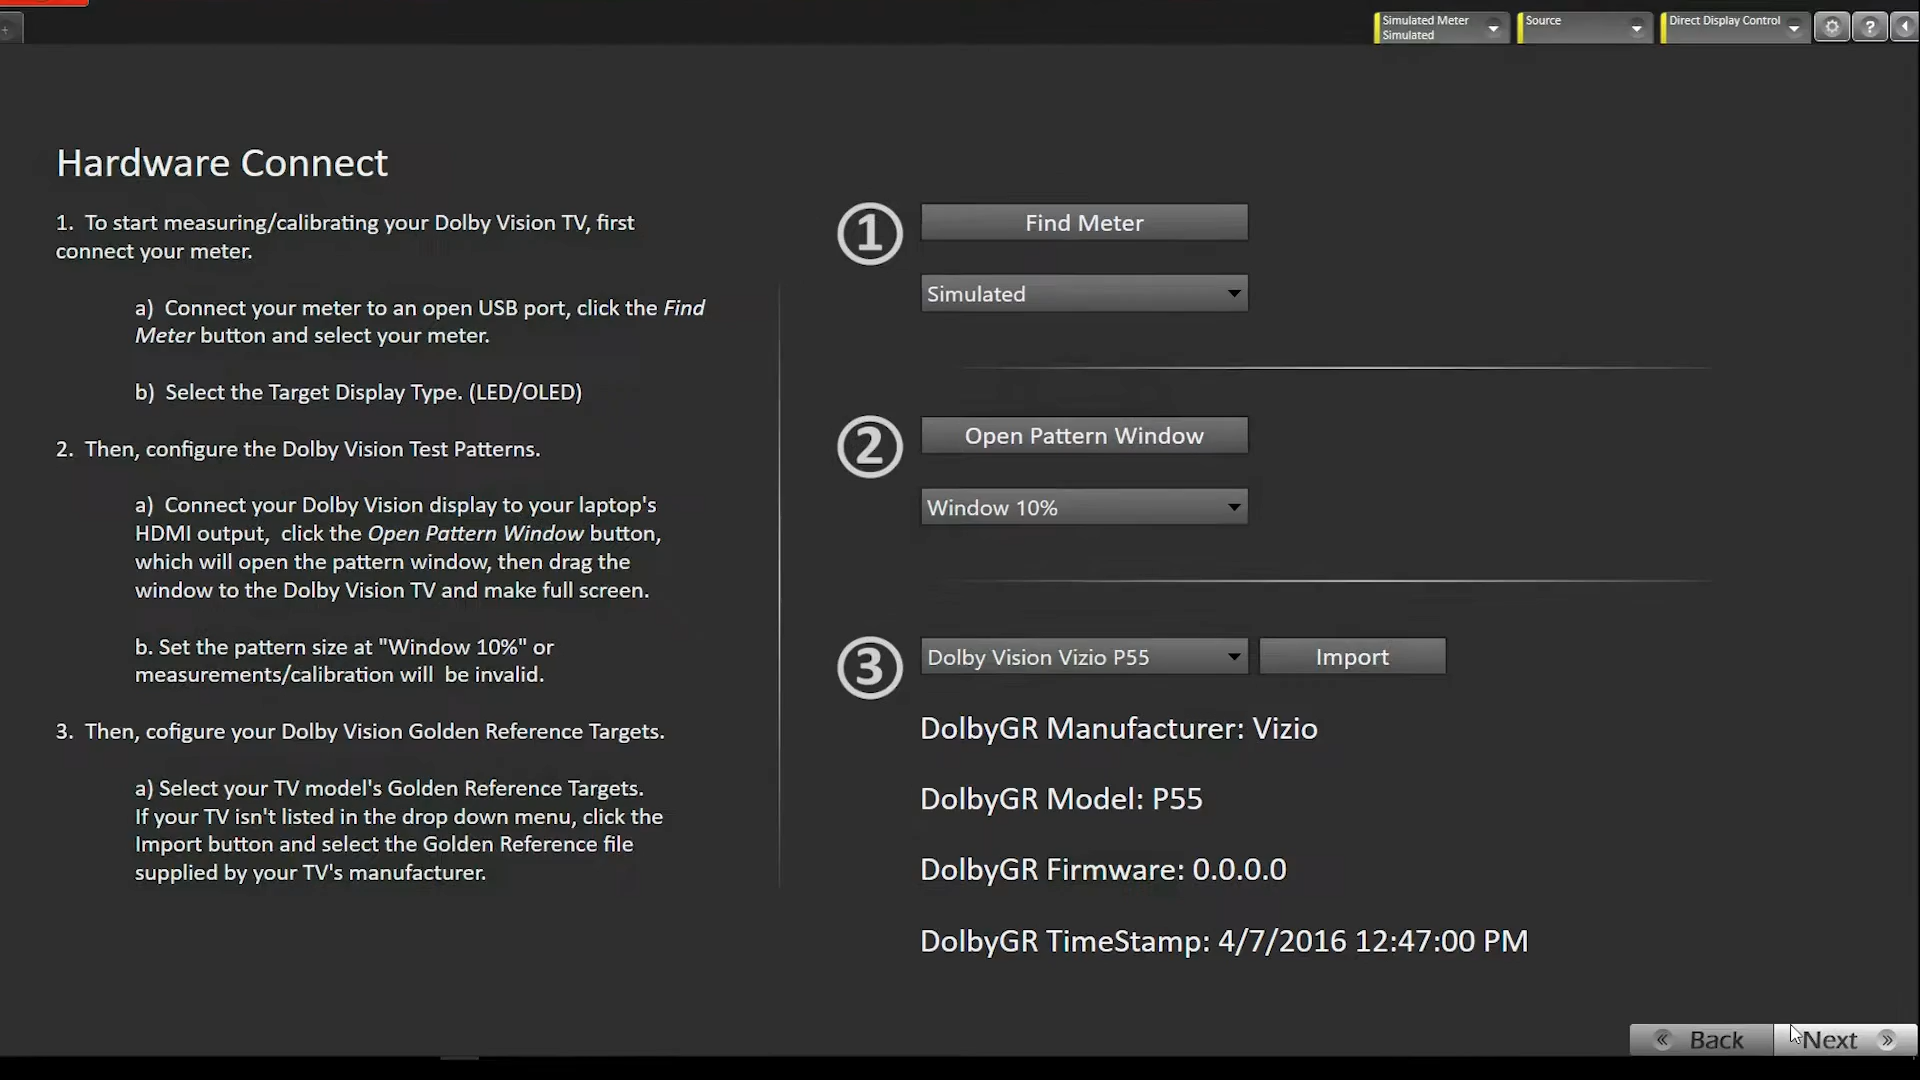 Simulated Meter
Simulated
Source
Direct Display Control
?
Hardware Connect
1. To start measuring/calibrating your Dolby Vision TV, first
connect your meter.
a) Connect your meter to an open USB port, click the Find
Meter button and select your meter.
b) Select the Target Display Type. (LED/OLED)
2. Then, configure the Dolby Vision Test Patterns.
a) Connect your Dolby Vision display to your laptop's
HDMI output, click the Open Pattern Window button,
which will open the pattern window, then drag the
window to the Dolby Vision TV and make full screen.
b. Set the pattern size at "Window 10%" or
measurements/calibration will be invalid.
3. Then, cofigure your Dolby Vision Golden Reference Targets.
a) Select your TV model's Golden Reference Targets.
If your TV isn't listed in the drop down menu, click the
Import button and select the Golden Reference file
supplied by your TV's manufacturer.
1
Find Meter
Simulated
2
Open Pattern Window
Window 10%
3
Dolby Vision Vizio P55
Import
DolbyGR Manufacturer: Vizio
DolbyGR Model: P55
DolbyGR Firmware: 0.0.0.0
DolbyGR TimeStamp: 4/7/2016 12:47:00 PM
« Back
Next »